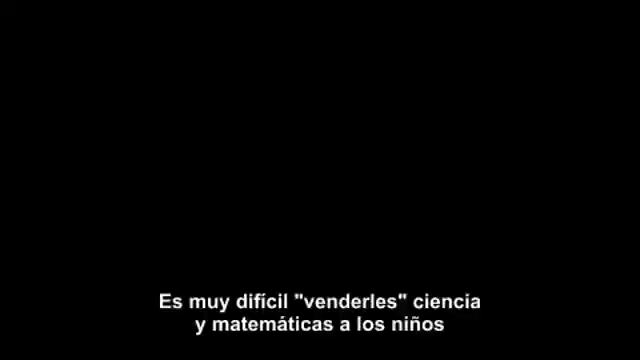 Es muy difícil "venderles" ciencia
y matemáticas a los niños